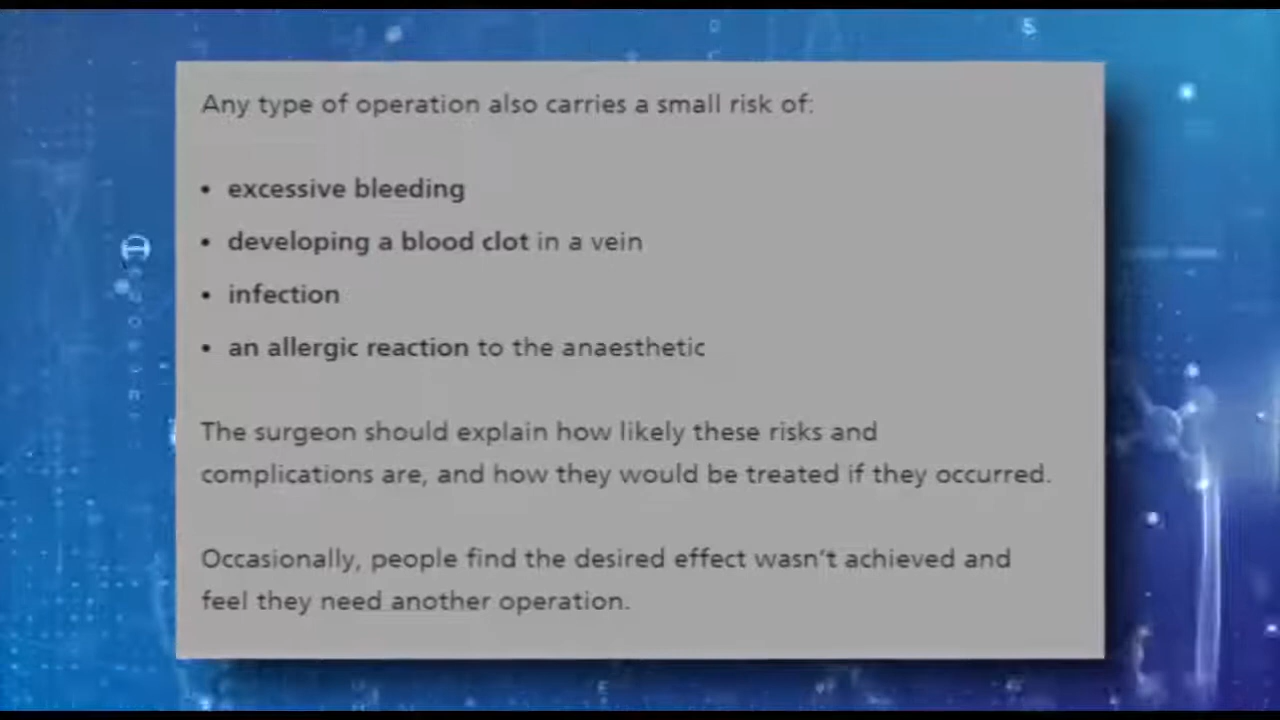 Any type of operation also carries a small risk of:
• excessive bleeding
• developing a blood clot in a vein
• infection
• an allergic reaction to the anaesthetic
The surgeon should explain how likely these risks and
complications are, and how they would be treated if they occurred.
Occasionally, people find the desired effect wasn't achieved and
feel they need another operation.